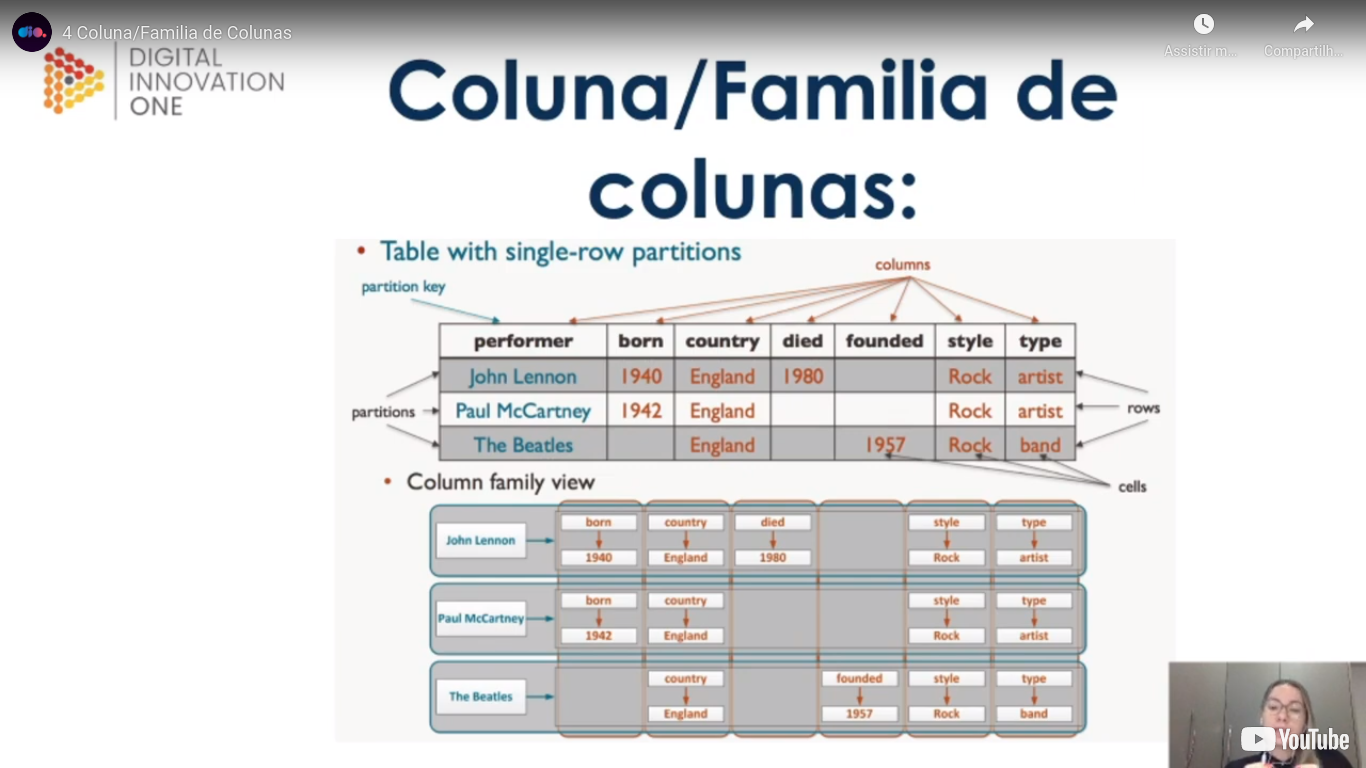 4 Coluna/Familia de Colunas
Assistir m...
Compartilh...
DIGITAL
INNOVATION
ONE
Coluna/Familia de
colunas:
• Table with single-row partitions
columns
partition key
performer born country died founded style type
John Lennon 1940 England 1980 Rock artist
partitions Paul McCartney 1942 England Rock artist rows
The Beatles England 1957 Rock band
• Column family view
cells
born country died style type
John Lennon
1940 England 1980 Rock artist
born country style type
Paul McCartney
1942 England Rock artist
country founded style type
The Beatles
England 1957 Rock band
YouTube